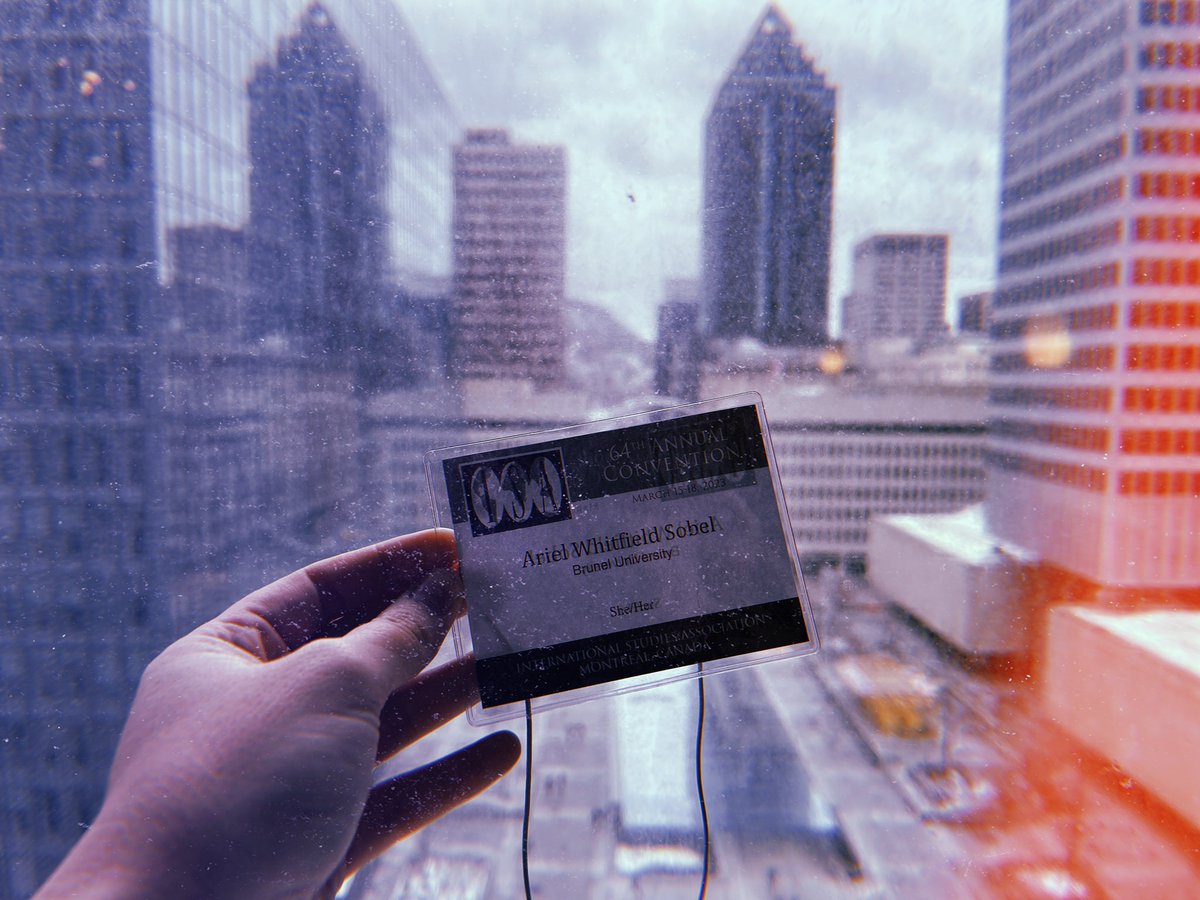 ISA
64TH ANNUAL
CONVENTION
MARCH 15-18, 2023
Ariel Whitfield Sobel
Brunel University
She/Her
INTERNATIONAL STUDIES ASSOCIATION
MONTRÉAL, CANADA